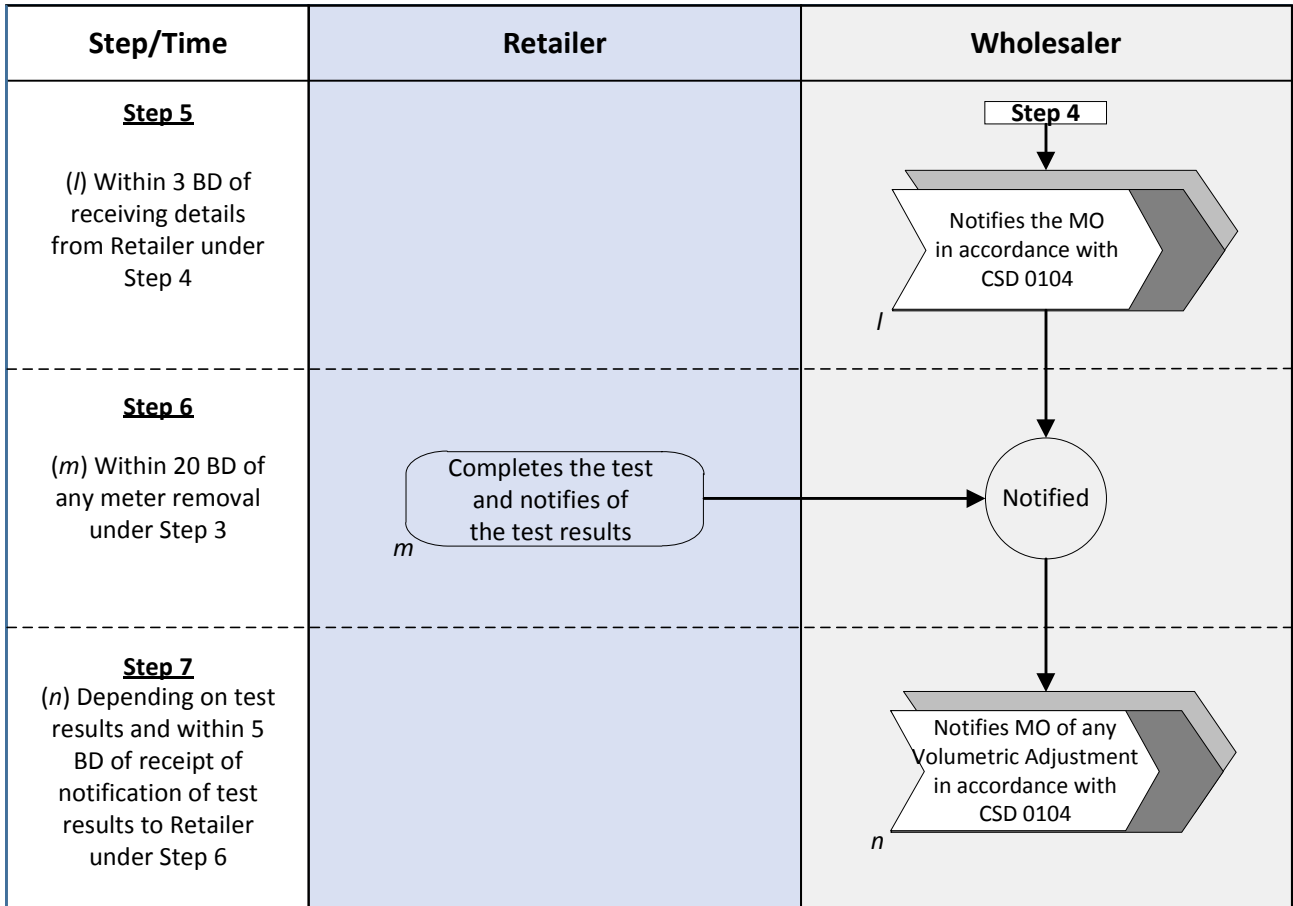 Step/Time
Retailer
Wholesaler
Step 5
(l) Within 3 BD of
receiving details
from Retailer under
Step 4
Step 4
Notifies the MO
in accordance with
CSD 0104
l
Step 6
(m) Within 20 BD of
any meter removal
under Step 3
Completes the test
and notifies of
the test results
m
Notified
Step 7
(n) Depending on test
results and within 5
BD of receipt of
notification of test
results to Retailer
under Step 6
Notifies MO of any
Volumetric Adjustment
in accordance with
CSD 0104
n